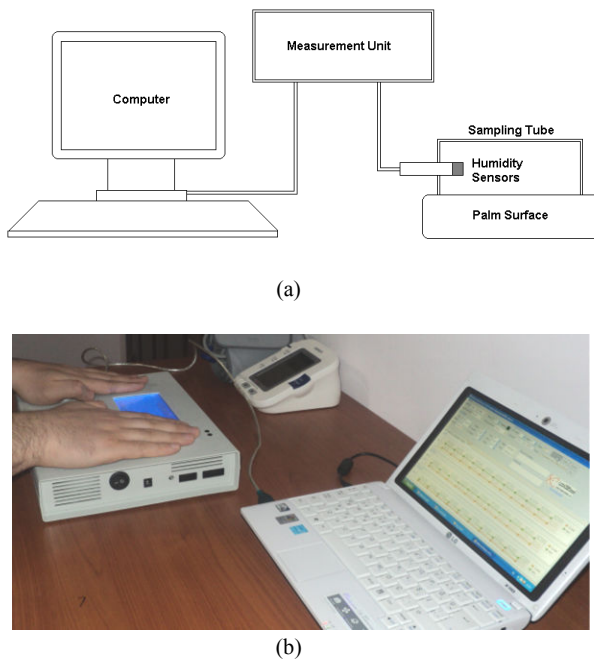 Measurement Unit
Computer
Sampling Tube
Humidity
Sensors
Palm Surface
(a)
(b)